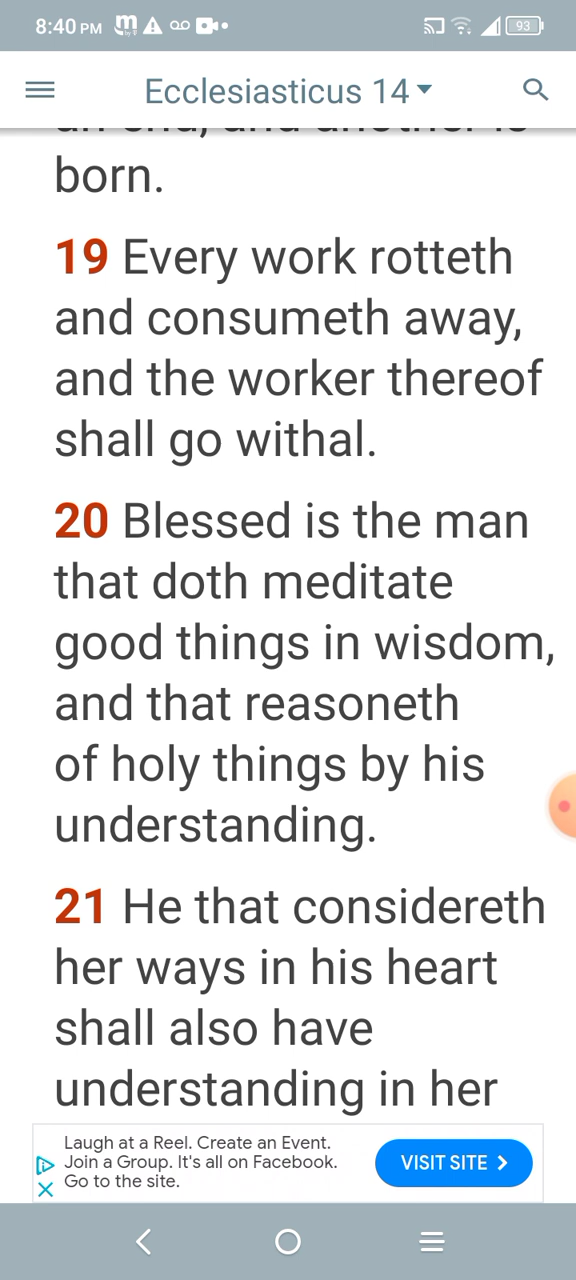 8:40 PM
93
Ecclesiasticus 14
born.
19 Every work rotteth
and consumeth away,
and the worker thereof
shall go withal.
20 Blessed is the man
that doth meditate
good things in wisdom,
and that reasoneth
of holy things by his
understanding.
21 He that considereth
her ways in his heart
shall also have
understanding in her
Laugh at a Reel. Create an Event.
Join a Group. It's all on Facebook.
Go to the site.
VISIT SITE